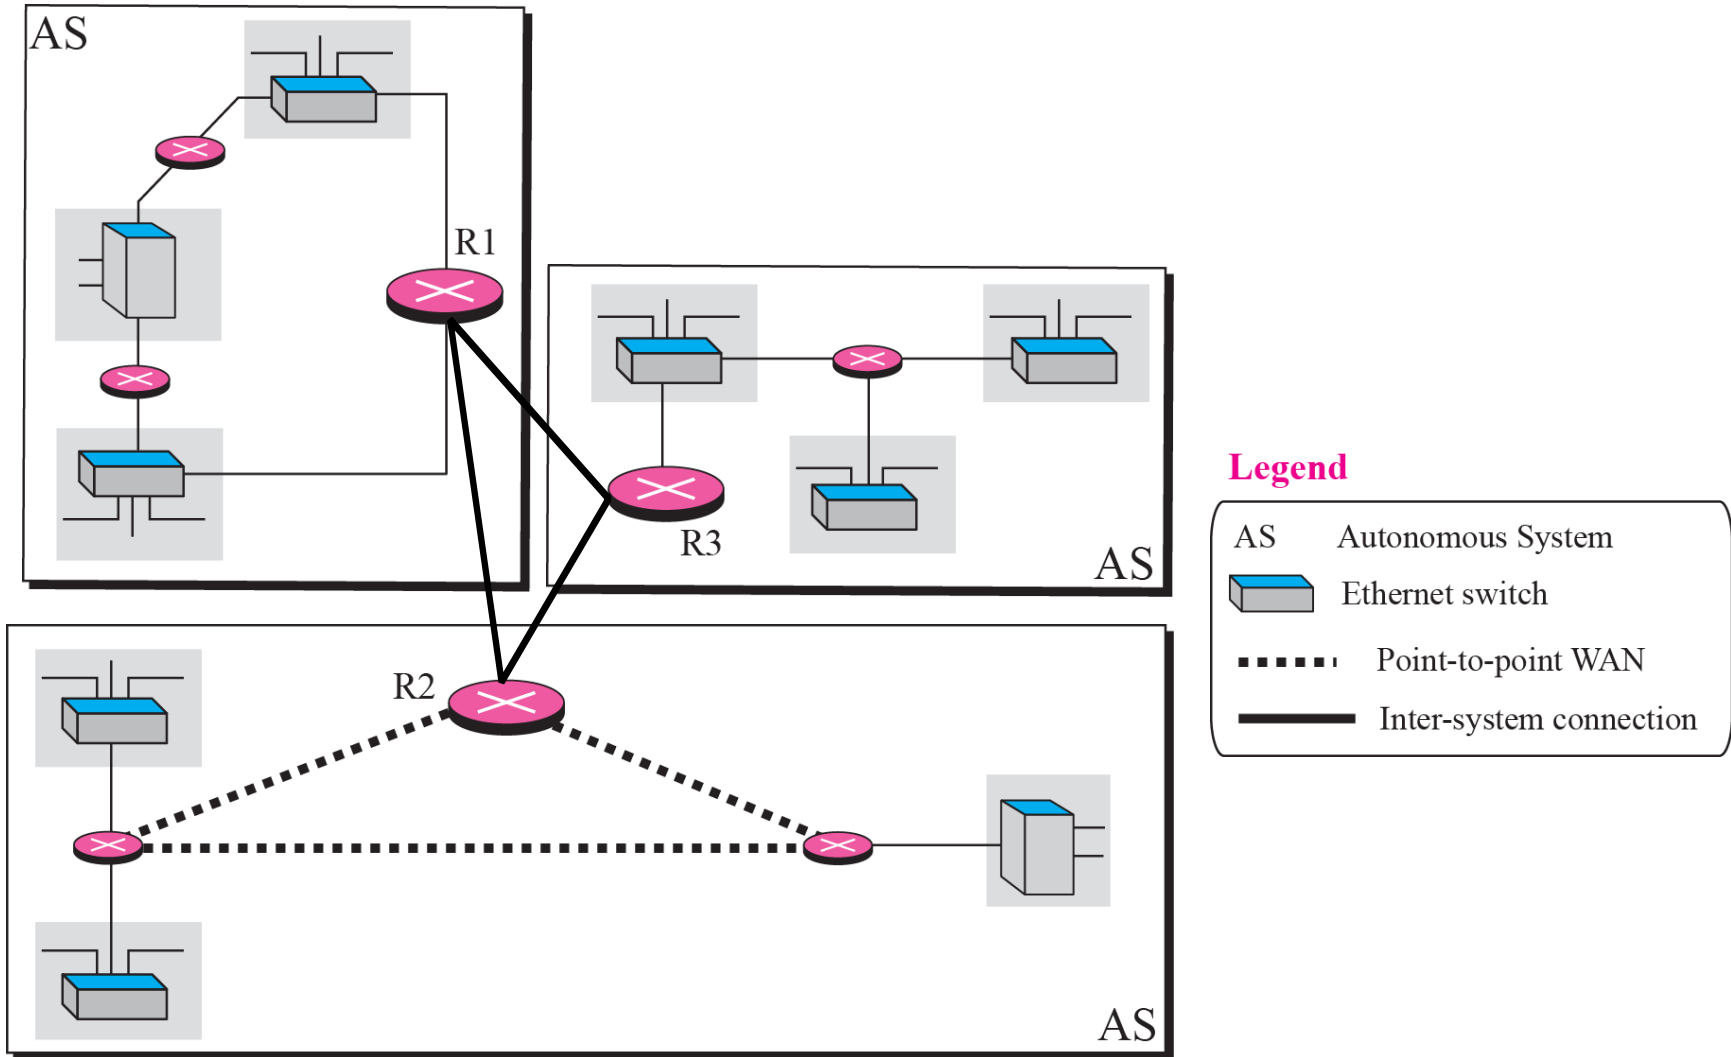 AS
R1
R3
AS
R2
AS
Legend
AS Autonomous System
Ethernet switch
Point-to-point WAN
Inter-system connection